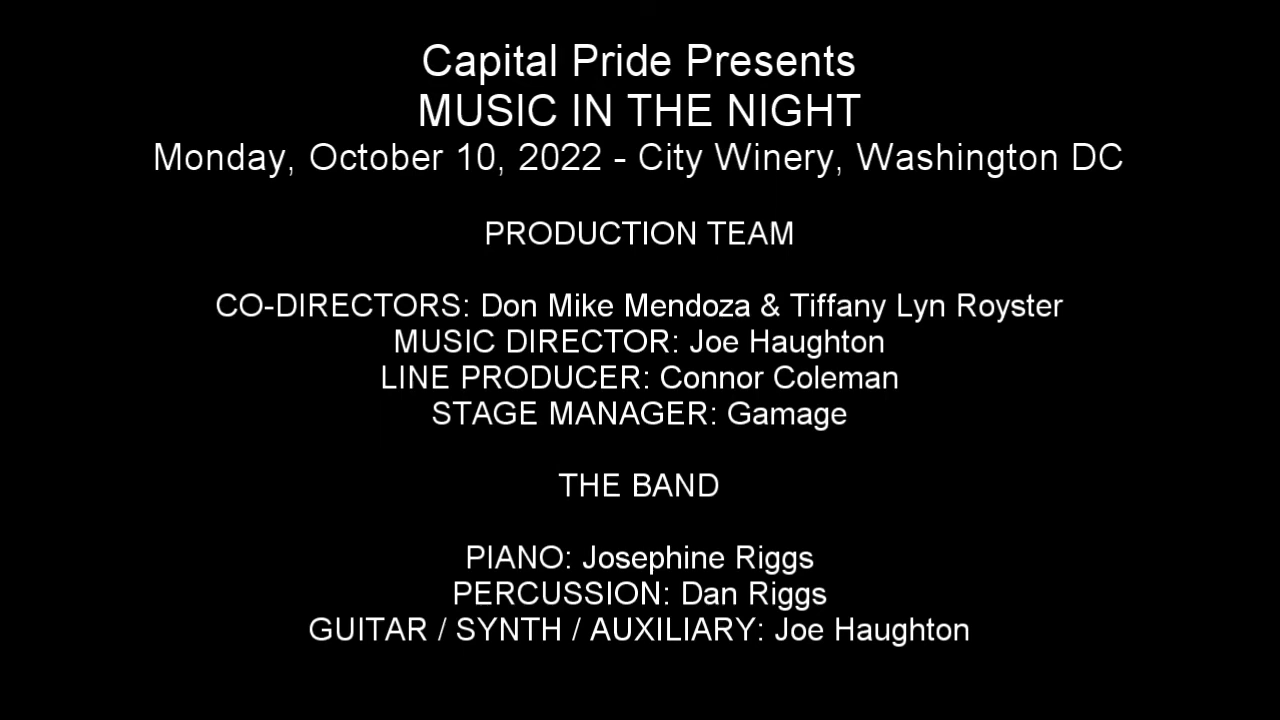 Capital Pride Presents
MUSIC IN THE NIGHT
Monday, October 10, 2022 - City Winery, Washington DC
PRODUCTION TEAM
CO-DIRECTORS: Don Mike Mendoza & Tiffany Lyn Royster
MUSIC DIRECTOR: Joe Haughton
LINE PRODUCER: Connor Coleman
STAGE MANAGER: Gamage
THE BAND
PIANO: Josephine Riggs
PERCUSSION: Dan Riggs
GUITAR / SYNTH / AUXILIARY: Joe Haughton